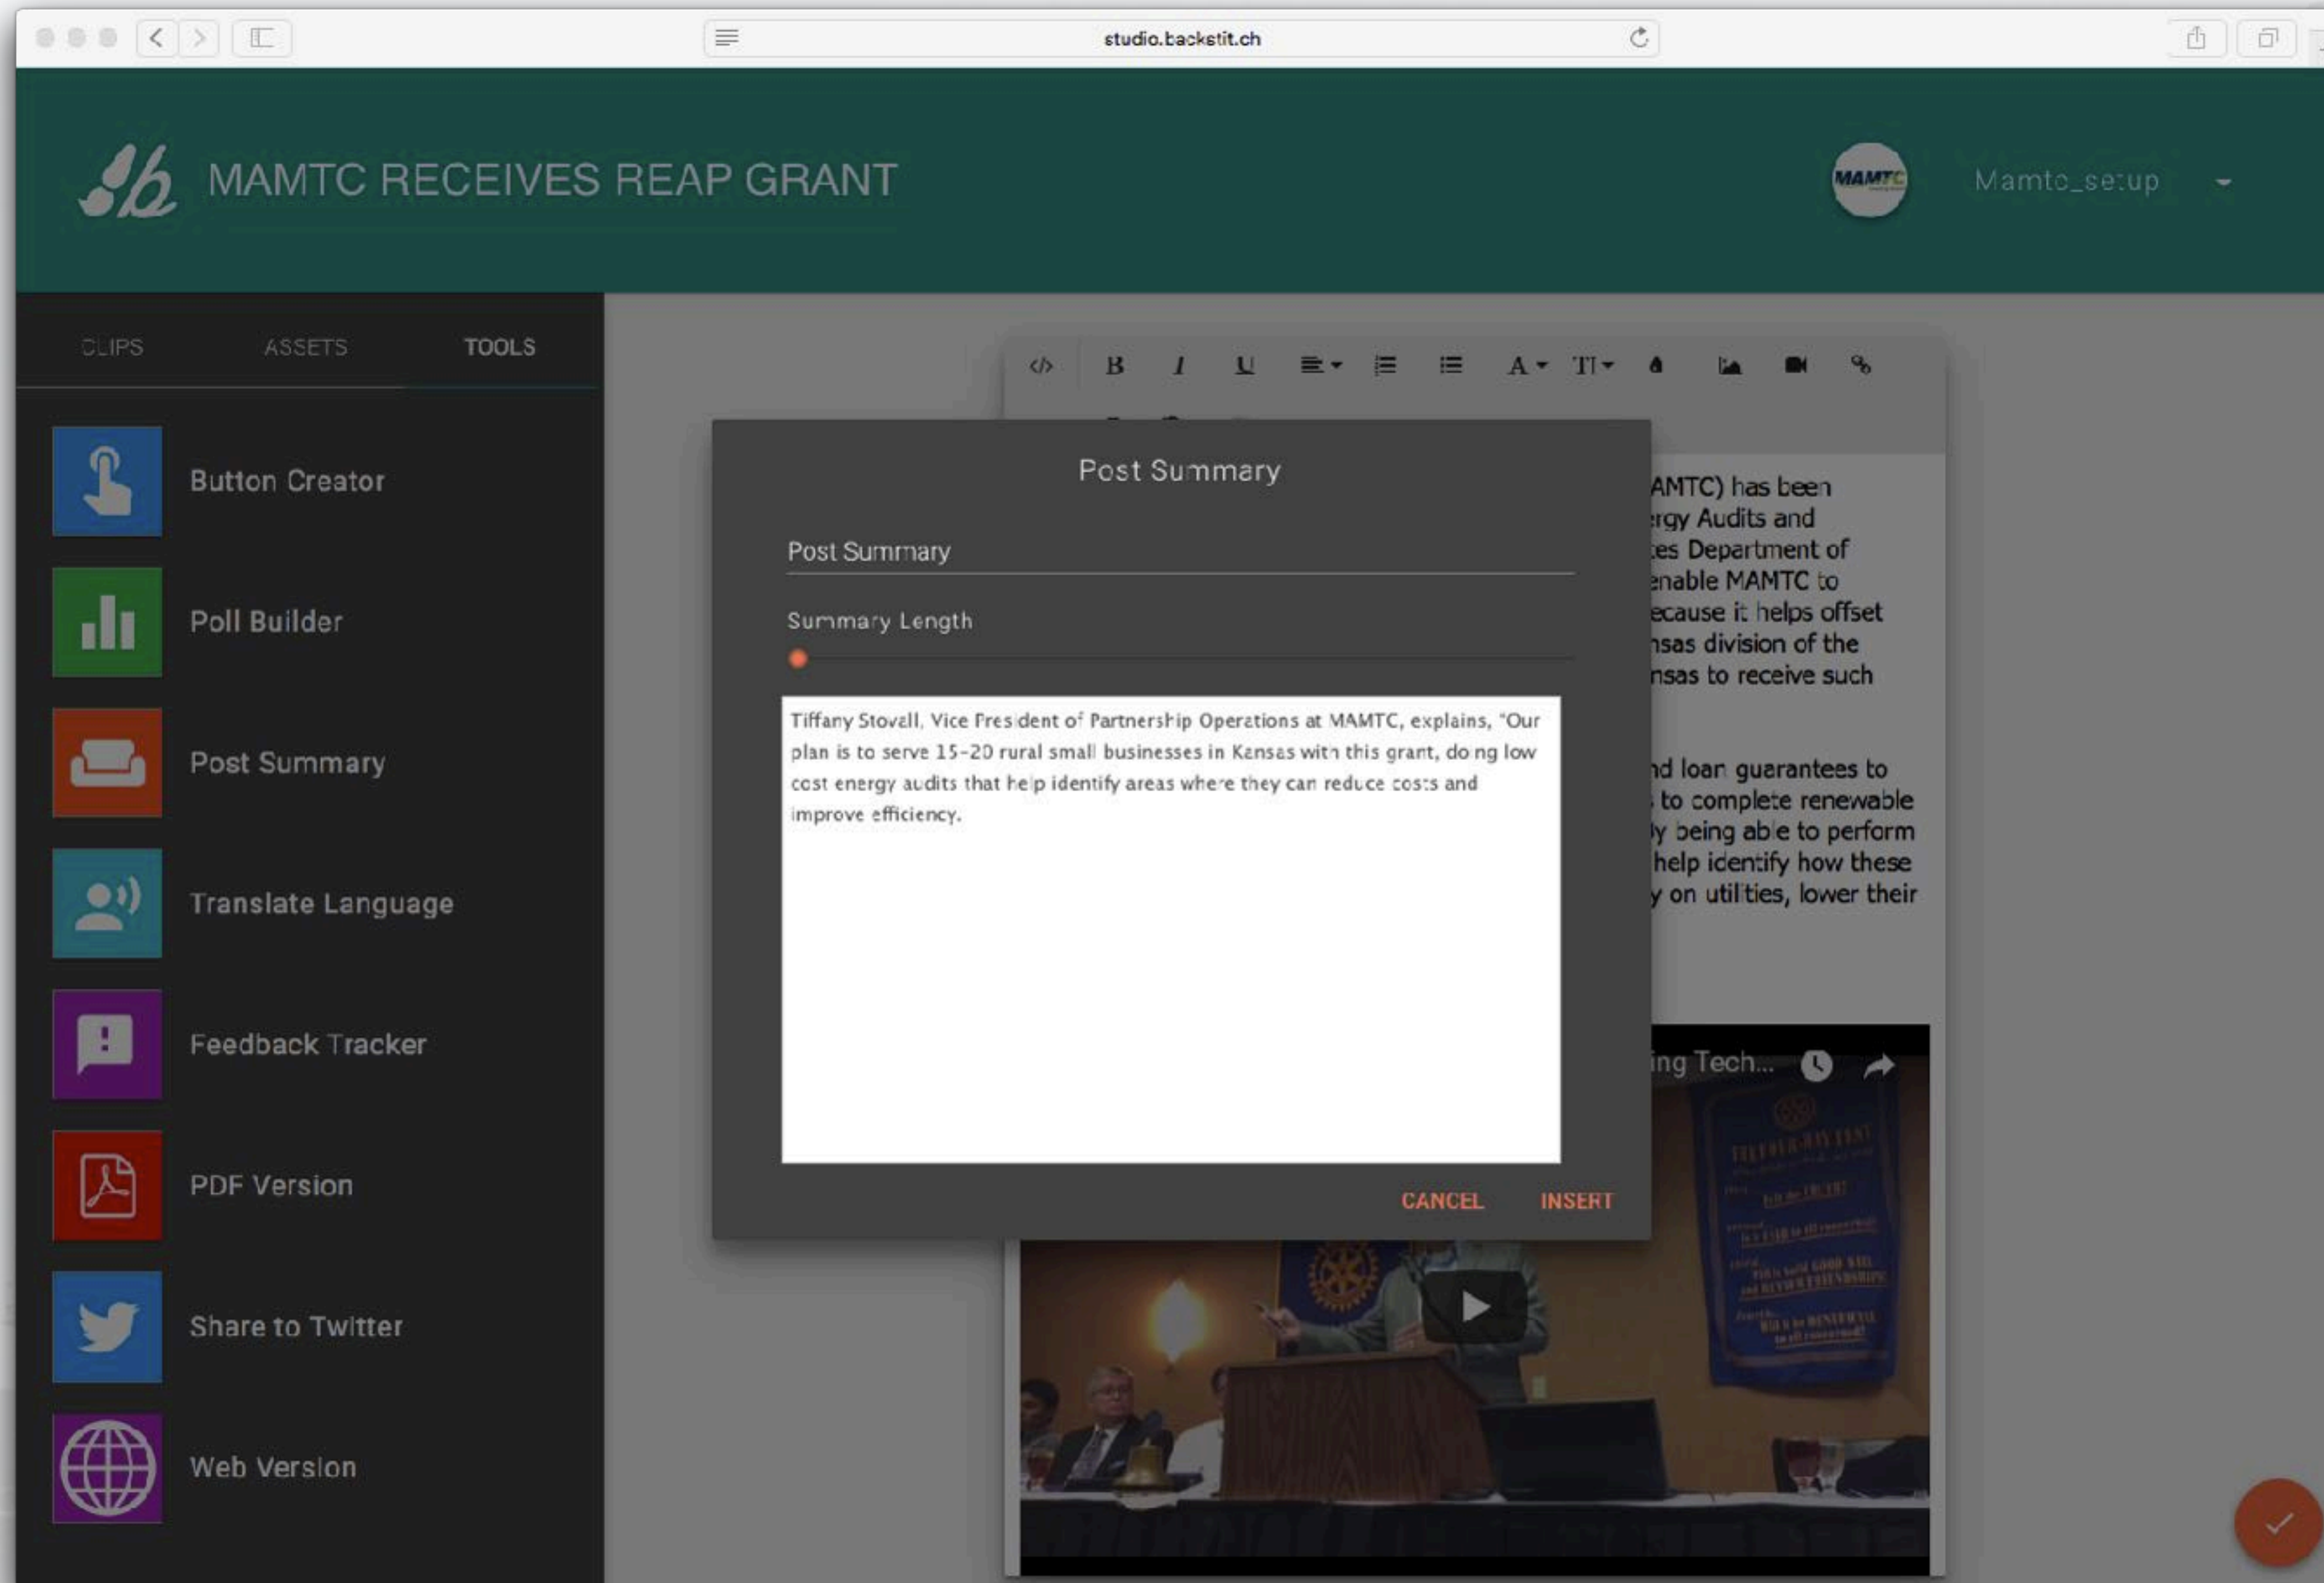 studio.backstit.ch
MAMTC RECEIVES REAP GRANT
MAMTC
Mamtc_setup
CLIPS ASSETS TOOLS
B I U A TI
Button Creator
Poll Builder
Post Summary
Translate Language
Feedback Tracker
PDF Version
Share to Twitter
Web Version
Post Summary
Post Summary
Summary Length
Tiffany Stovall, Vice President of Partnership Operations at MAMTC, explains, "Our
plan is to serve 15-20 rural small businesses in Kansas with this grant, doing low
cost energy audits that help identify areas where they can reduce costs and
improve efficiency.
CANCEL INSERT
AMTC) has been
rgy Audits and
es Department of
enable MAMTC to
ecause it helps offset
nsas division of the
nsas to receive such
nd loan guarantees to
to complete renewable
y being able to perform
help identify how these
y on utilities, lower their
ing Tech...